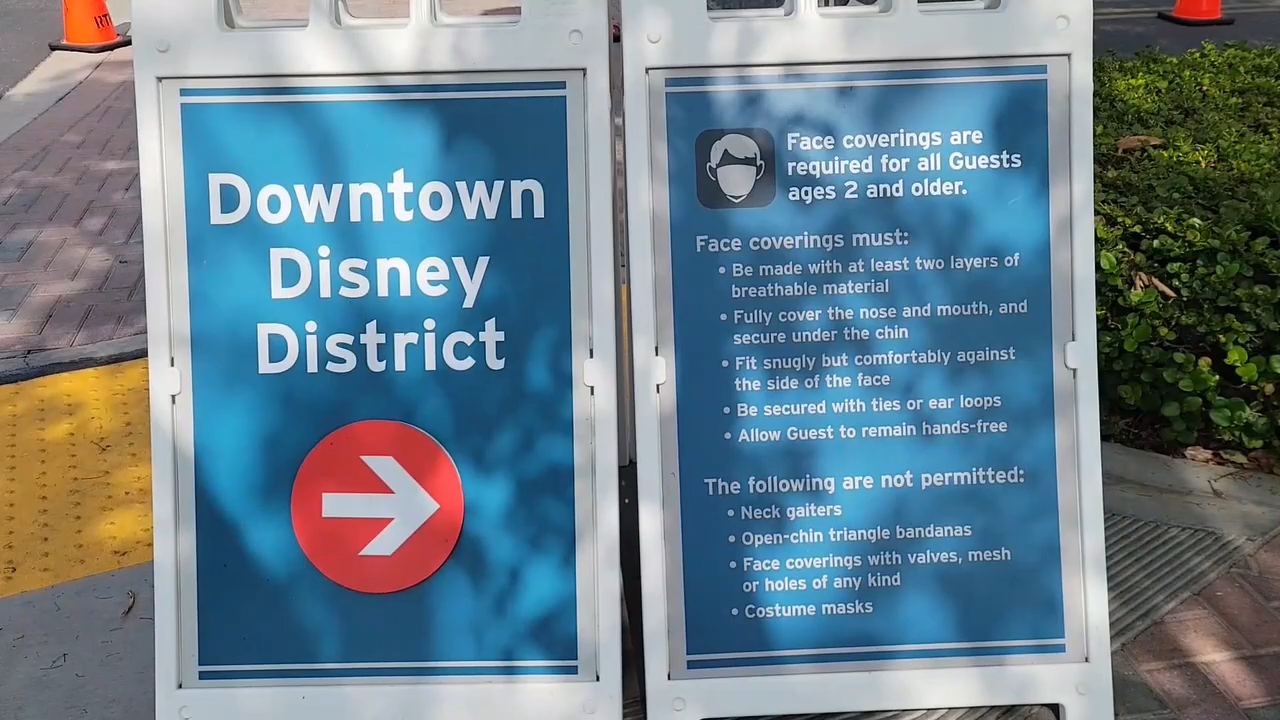 Downtown
Disney
District
Face coverings are
required for all Guests
ages 2 and older.
Face coverings must:
• Be made with at least two layers of
breathable material
• Fully cover the nose and mouth, and
secure under the chin
• Fit snugly but comfortably against
the side of the face
• Be secured with ties or ear loops
• Allow Guest to remain hands-free
The following are not permitted:
• Neck gaiters
• Open-chin triangle bandanas
• Face coverings with valves, mesh
or holes of any kind
• Costume masks